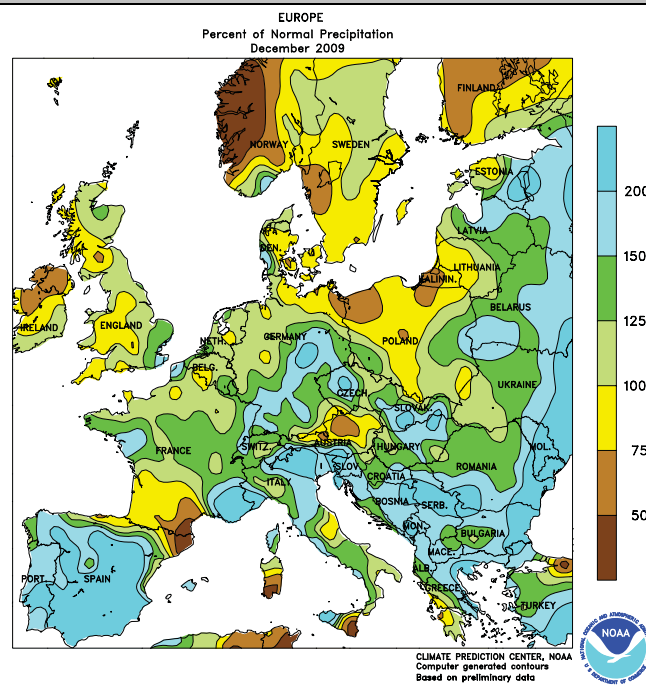 EUROPE
Percent of Normal Precipitation
December 2009
FINLAND
NORWAY
SWEDEN
ESTONIA
LATVIA
DEN.
LITHUANIA
KALININ.
BELARUS
IRELAND
ENGLAND
NETH.
GERMANY
POLAND
BELG.
UKRAINE
CZECH.
SLOVAK.
FRANCE
SWITZ.
AUSTRIA
HUNGARY
MOL.
SLOV.
ROMANIA
ITALY
CROATIA
BOSNIA
SERB.
MON.
BULGARIA
MACE.
ALB.
PORT.
SPAIN
GREECE
TURKEY
200
150
125
100
75
50
NOAA
CLIMATE PREDICTION CENTER, NOAA
Computer generated contours
Based on preliminary data